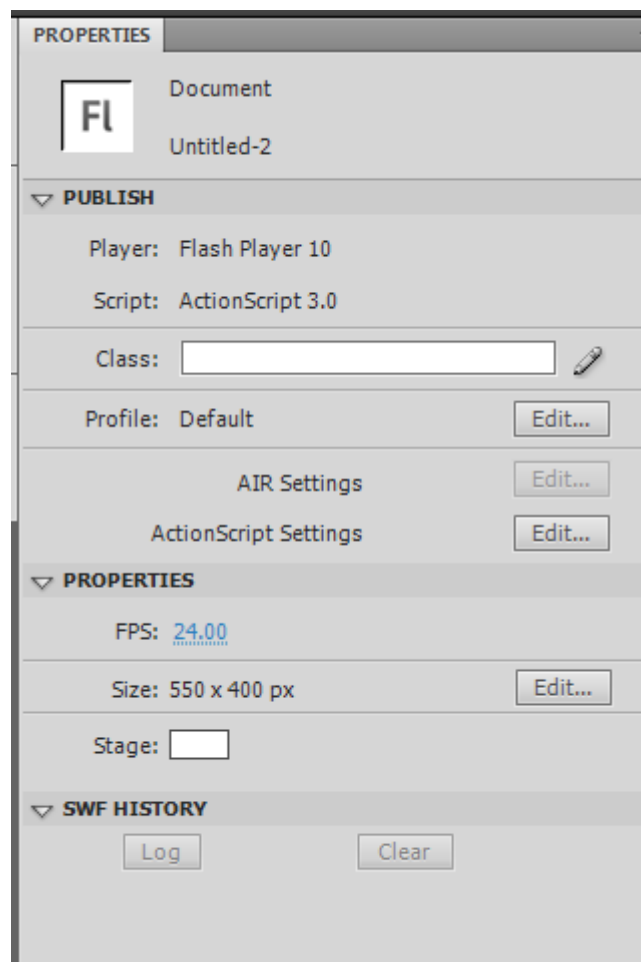 PROPERTIES
Fl
Document
Untitled-2
PUBLISH
Player: Flash Player 10
Script: ActionScript 3.0
Class:
Profile: Default Edit...
AIR Settings Edit...
ActionScript Settings Edit...
PROPERTIES
FPS: 24.00
Size: 550 x 400 px Edit...
Stage:
SWF HISTORY
Log Clear